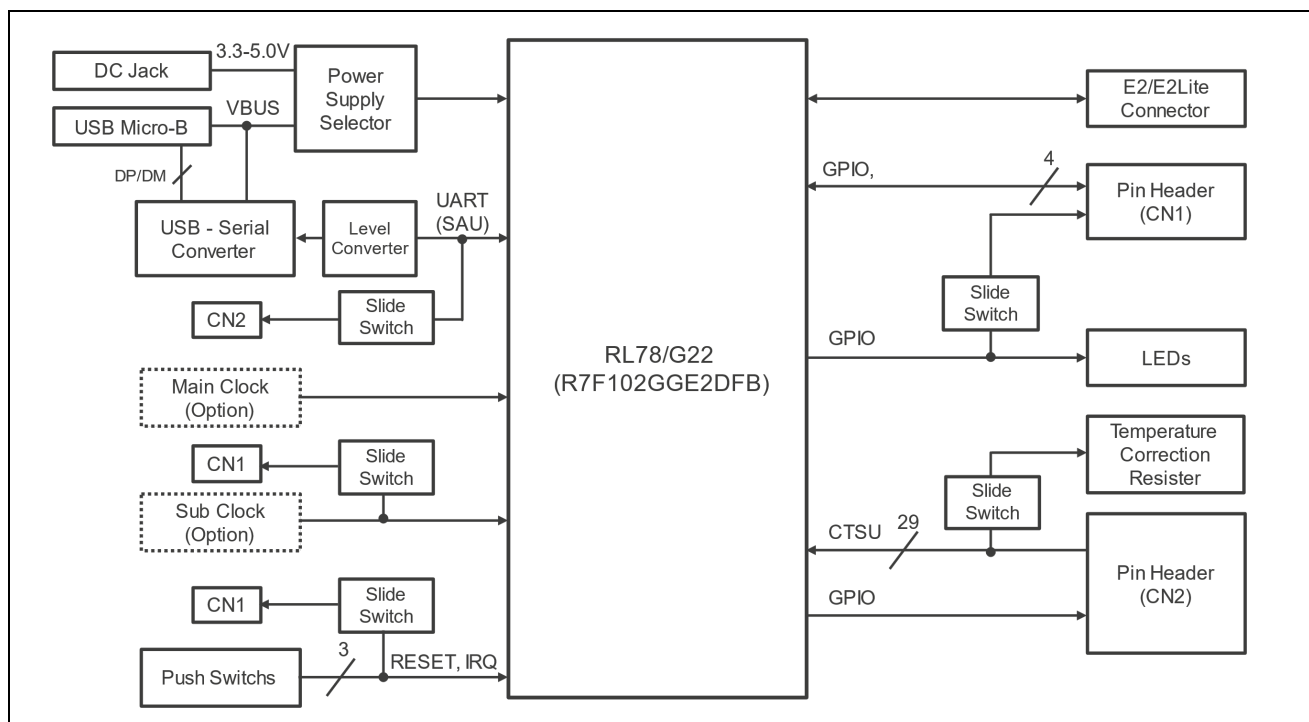 DC Jack
3.3-5.0V
Power
Supply
Selector
USB Micro-B
VBUS
DP/DM
USB - Serial
Converter
Level
Converter
UART
(SAU)
CN2
Slide
Switch
Main Clock
(Option)
CN1
Slide
Switch
Sub Clock
(Option)
CN1
Slide
Switch
Push Switchs
3
RESET, IRQ
RL78/G22
(R7F102GGE2DFB)
E2/E2Lite
Connector
GPIO,
4
Pin Header
(CN1)
Slide
Switch
GPIO
LEDs
Temperature
Correction
Resister
Slide
Switch
CTSU
29
GPIO
Pin Header
(CN2)